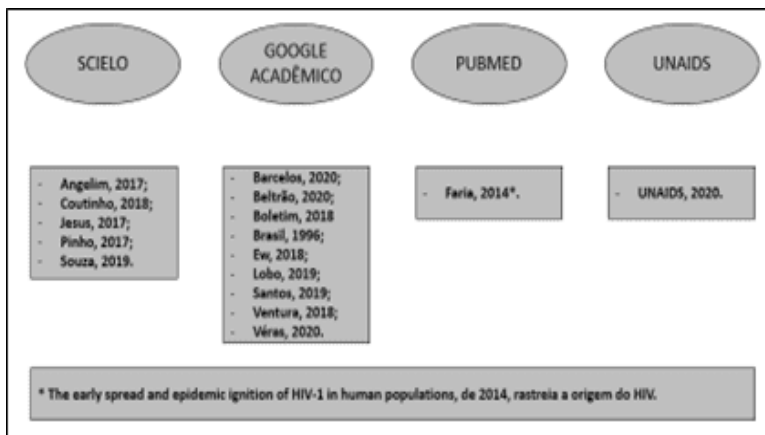 SCIELO
GOOGLE
ACADÊMICO
PUBMED
UNAIDS
- Angelim, 2017;
- Coutinho, 2018;
- Jesus, 2017;
- Pinho, 2017;
- Souza, 2019.
- Barcelos, 2020;
- Beltrão, 2020;
- Boletim, 2018
- Brasil, 1996;
- Ew, 2018;
- Lobo, 2019;
- Santos, 2019;
- Ventura, 2018;
- Véras, 2020.
- Faria, 2014*.
- UNAIDS, 2020.
* The early spread and epidemic ignition of HIV-1 in human populations, de 2014, rastreia a origem do HIV.